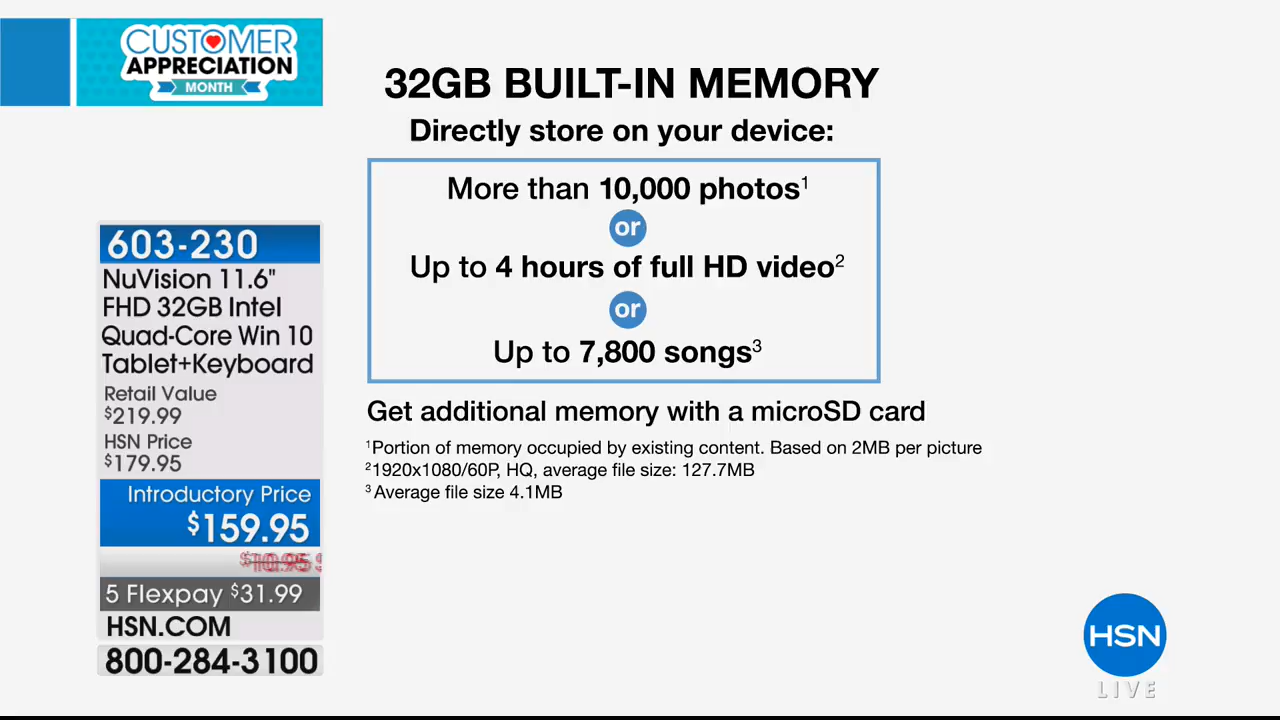 CUSTOMER
APPRECIATION
MONTH
32GB BUILT-IN MEMORY
Directly store on your device:
More than 10,000 photos¹
or
Up to 4 hours of full HD video²
or
Up to 7,800 songs³
Get additional memory with a microSD card
¹Portion of memory occupied by existing content. Based on 2MB per picture
²1920x1080/60P, HQ, average file size: 127.7MB
³ Average file size 4.1MB
603-230
NuVision 11.6"
FHD 32GB Intel
Quad-Core Win 10
Tablet+Keyboard
Retail Value
$219.99
HSN Price
$179.95
Introductory Price
$159.95
$10.95
5 Flexpay $31.99
HSN.COM
800-284-3100
HSN
LIVE